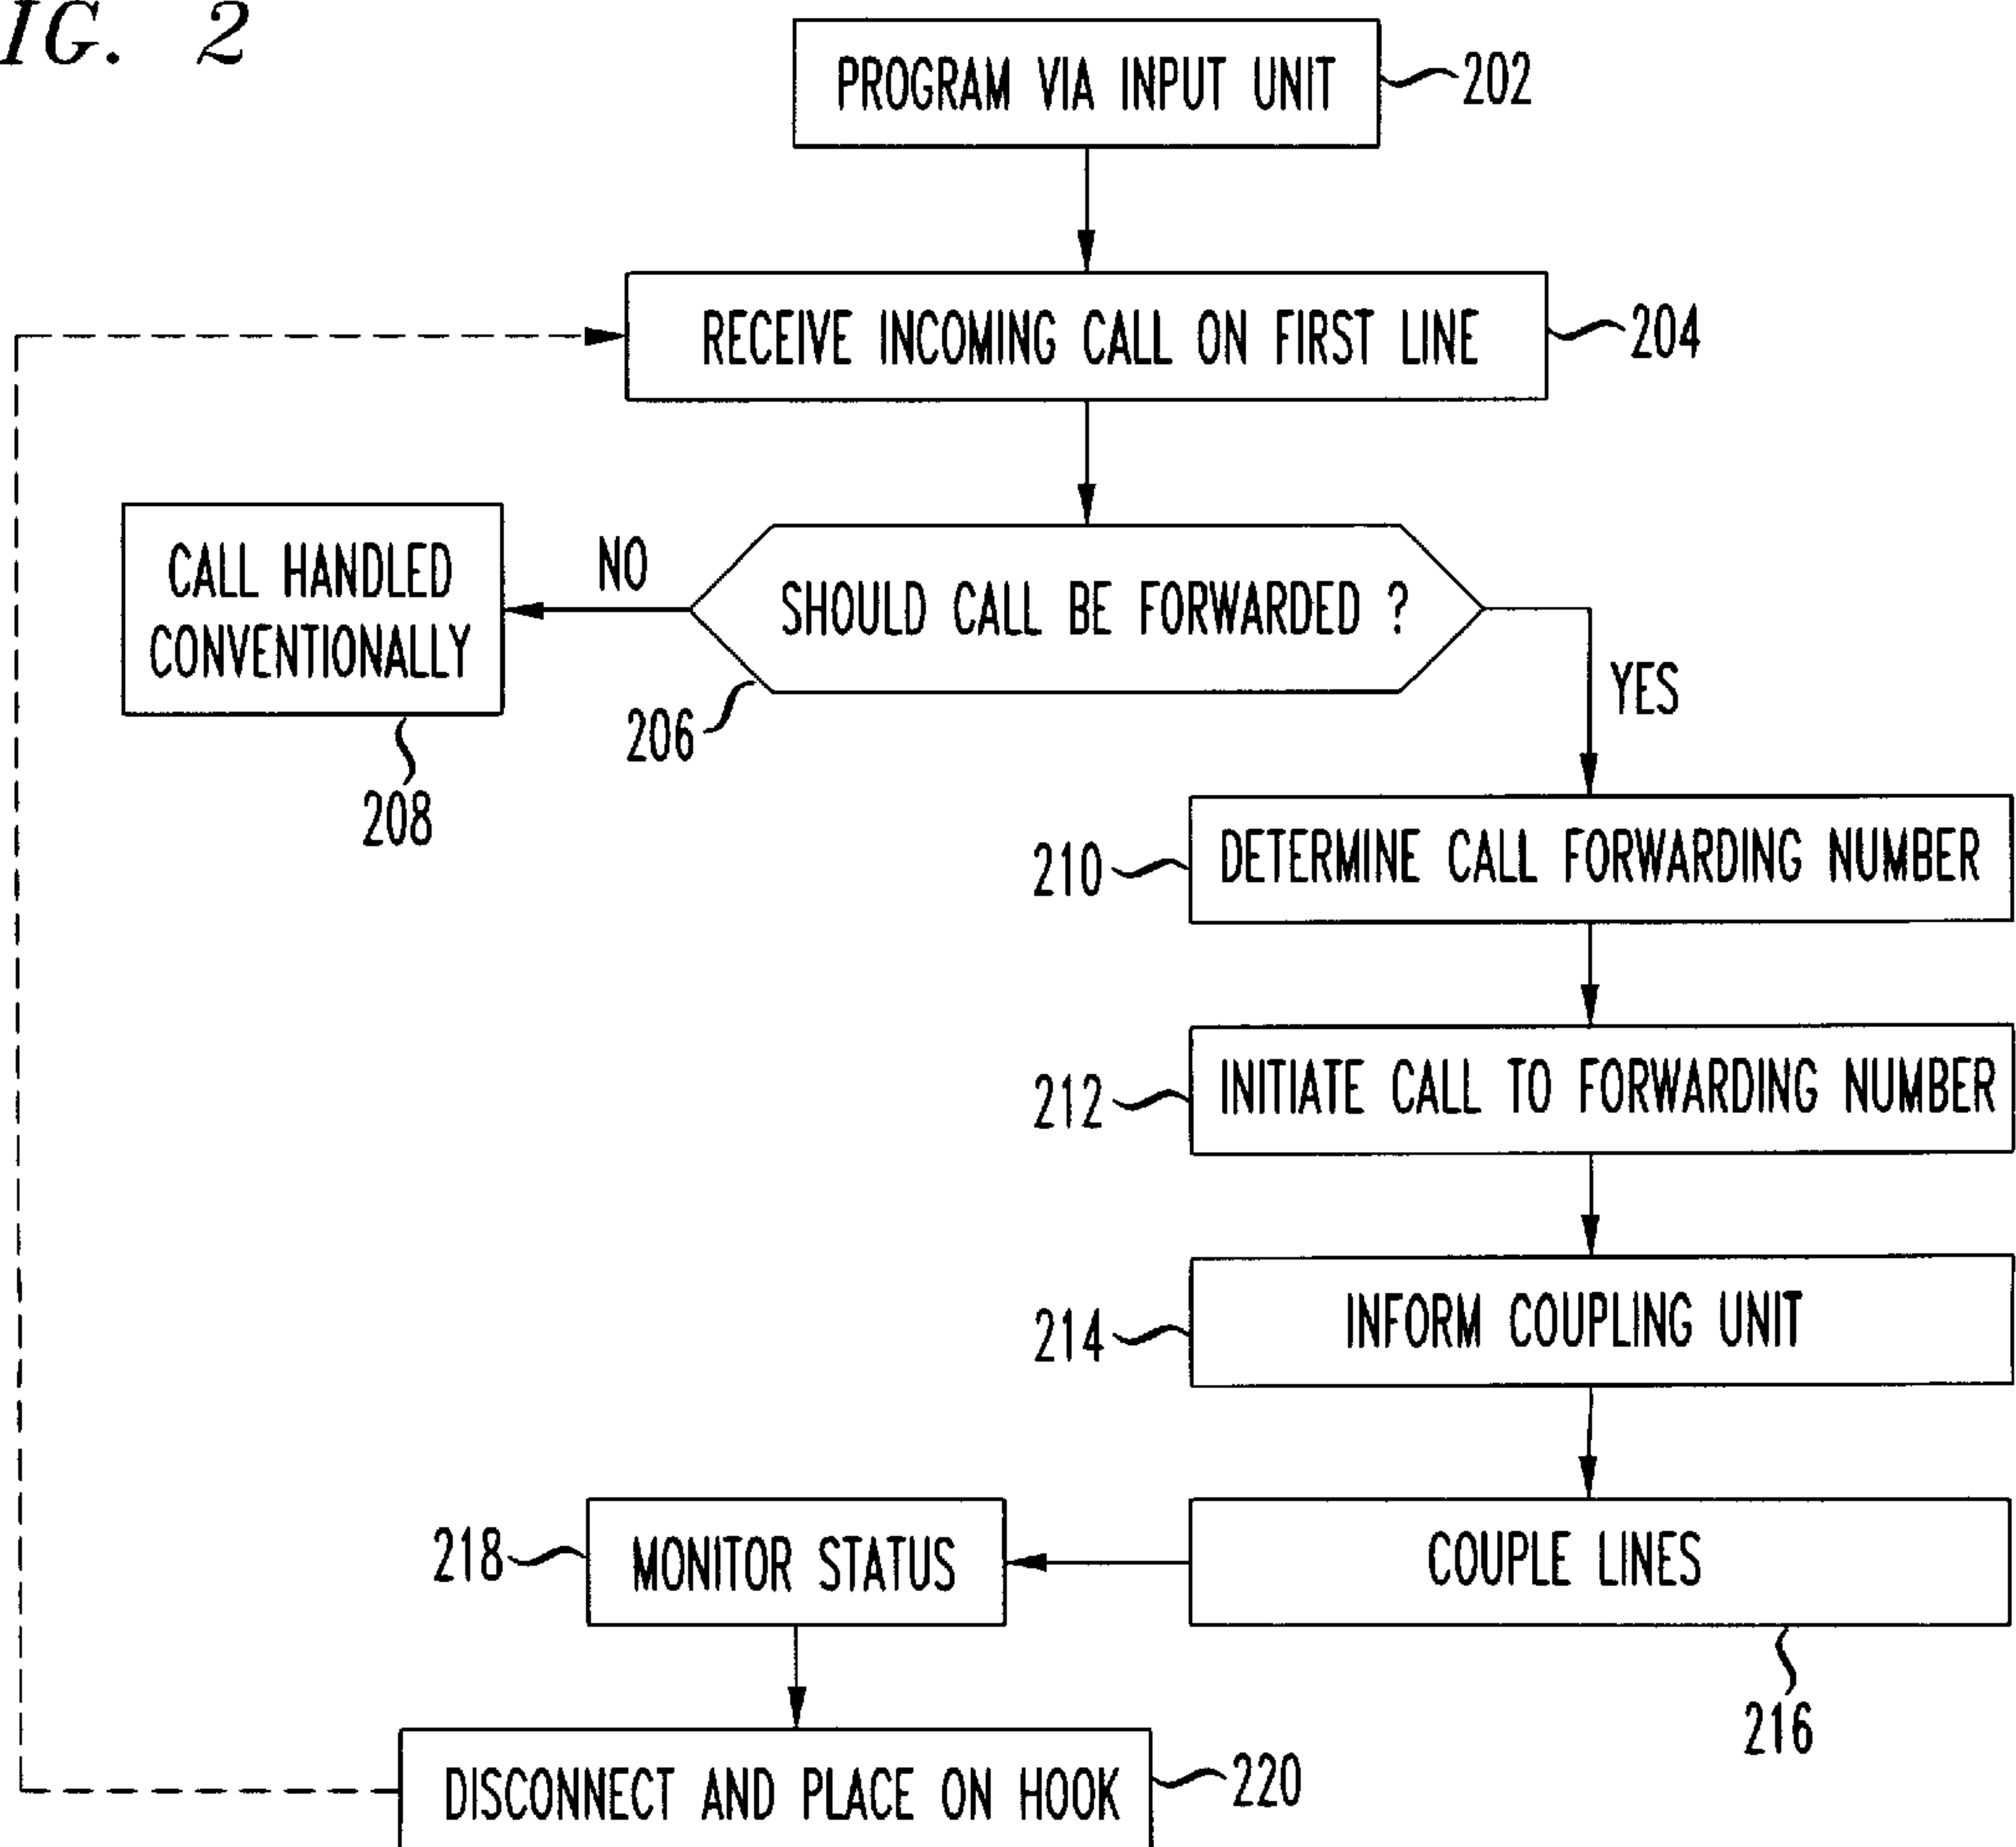 IG. 2
PROGRAM VIA INPUT UNIT
202
RECEIVE INCOMING CALL ON FIRST LINE
204
CALL HANDLED
CONVENTIONALLY
208
NO
SHOULD CALL BE FORWARDED ?
206
YES
210
DETERMINE CALL FORWARDING NUMBER
212
INITIATE CALL TO FORWARDING NUMBER
214
INFORM COUPLING UNIT
218
MONITOR STATUS
COUPLE LINES
216
DISCONNECT AND PLACE ON HOOK
220